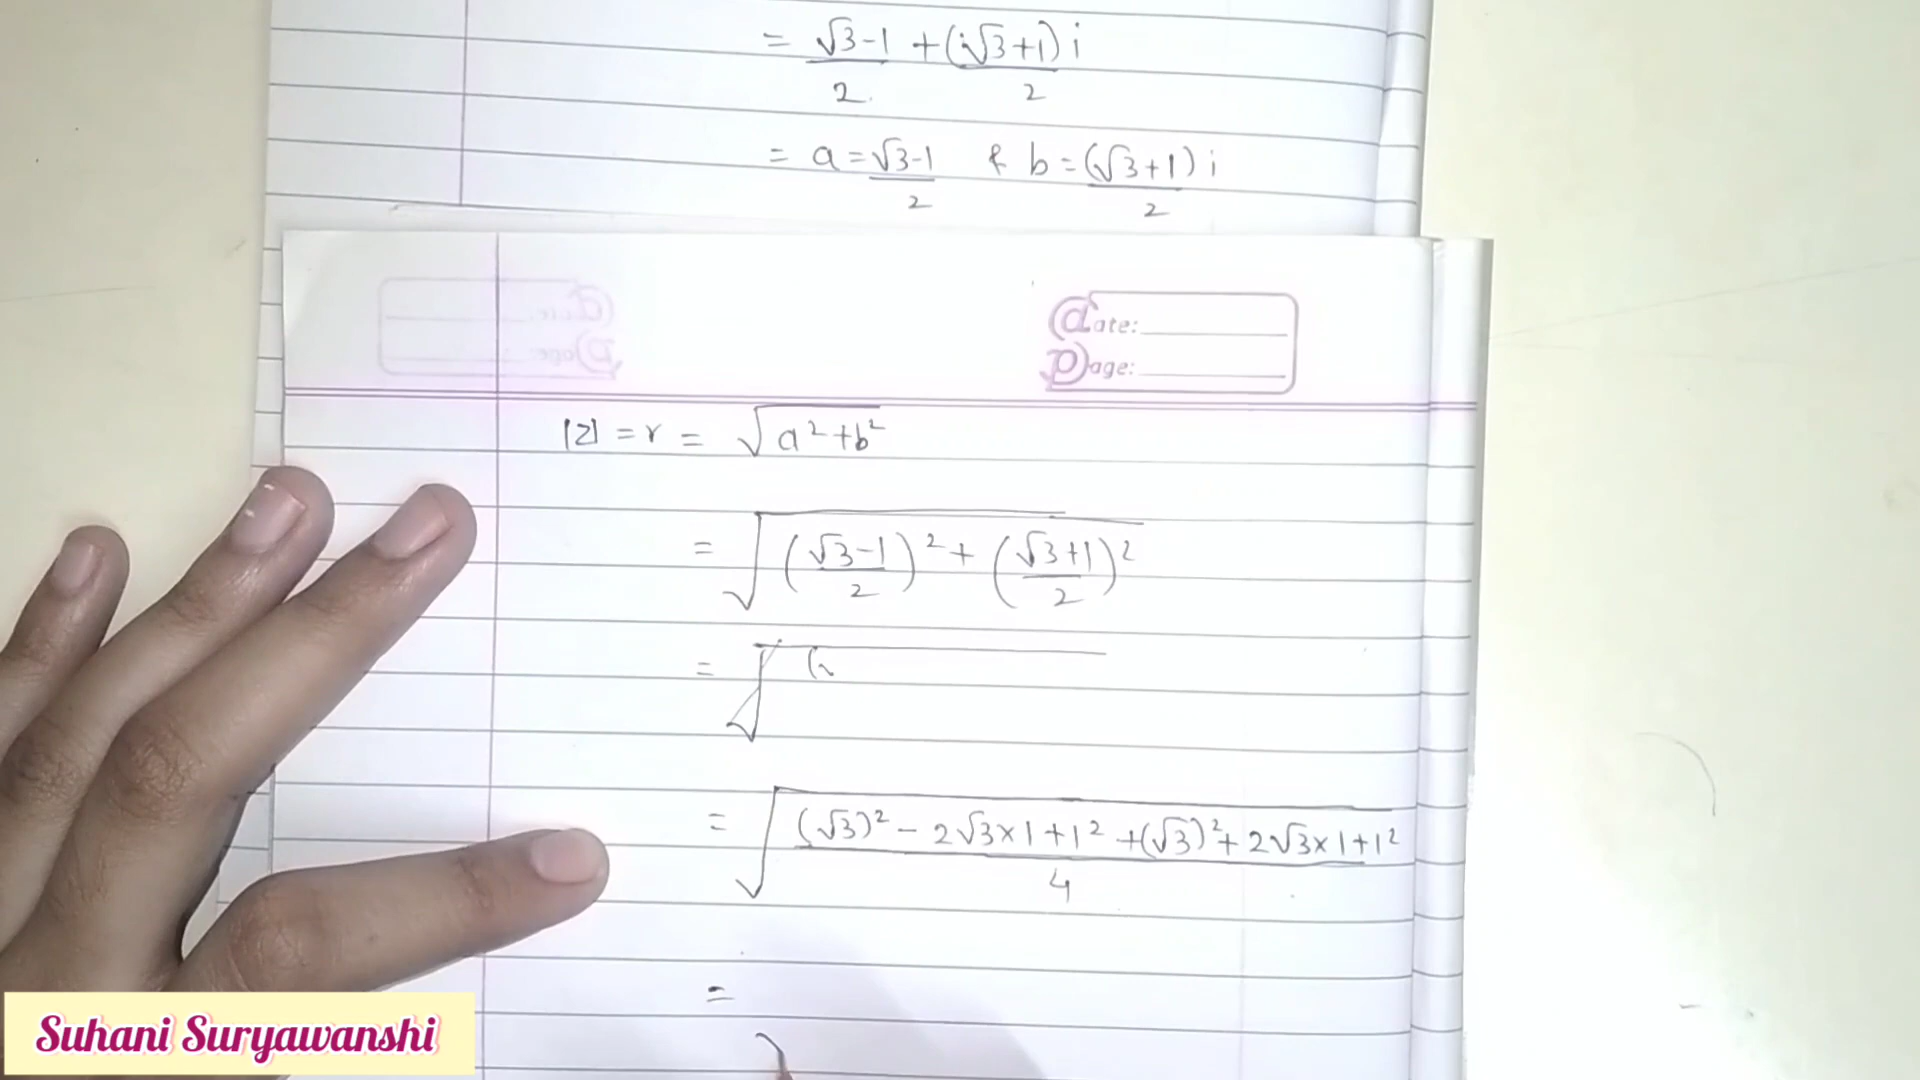 = √3-1/2 + (√3+1)i/2
= a = √3-1/2 & b = (√3+1)i/2
Date:
Page:
|z| = r = √(a²+b²)
= √((√3-1/2)² + (√3+1/2)²)
= √(
= √((√3)² - 2√3×1+1² +(√3)²+2√3×1+1²/4)
=
Suhani Suryawanshi